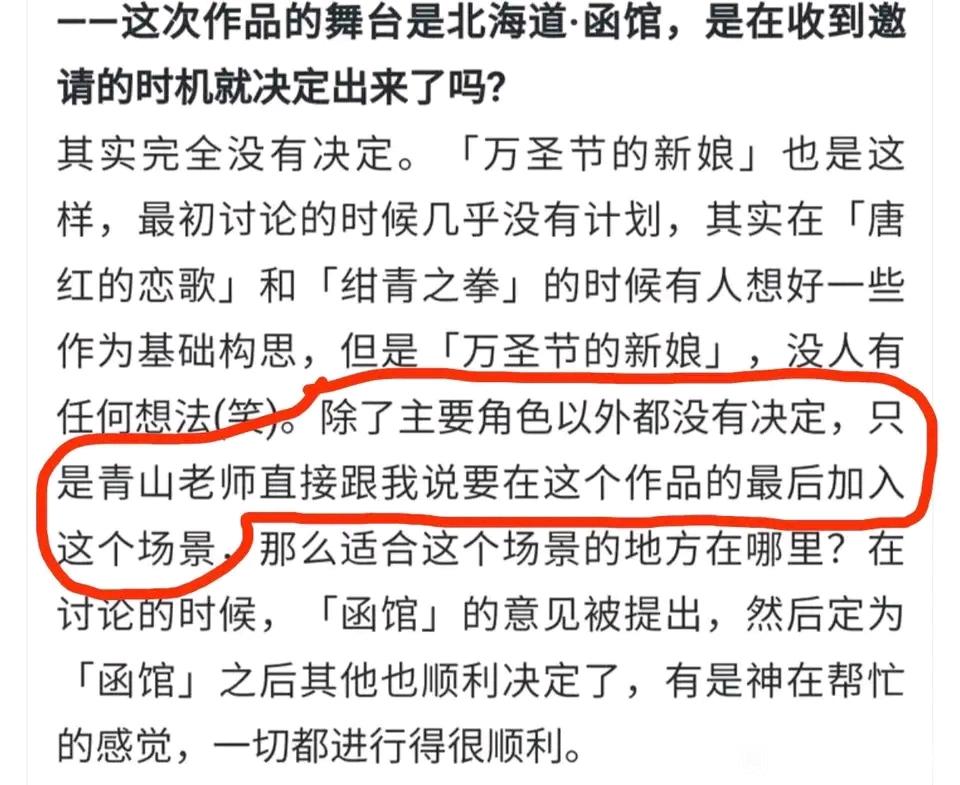 ——这次作品的舞台是北海道·函馆，是在收到邀
请的时机就决定出来了吗？
其实完全没有决定。「万圣节的新娘」也是这
样，最初讨论的时候几乎没有计划，其实在「唐
红的恋歌」和「绀青之拳」的时候有人想好一些
作为基础构思，但是「万圣节的新娘」，没人有
任何想法(笑)。除了主要角色以外都没有决定，只
是青山老师直接跟我说要在这个作品的最后加入
这个场景，那么适合这个场景的地方在哪里？在
讨论的时候，「函馆」的意见被提出，然后定为
「函馆」之后其他也顺利决定了，有是神在帮忙
的感觉，一切都进行得很顺利。